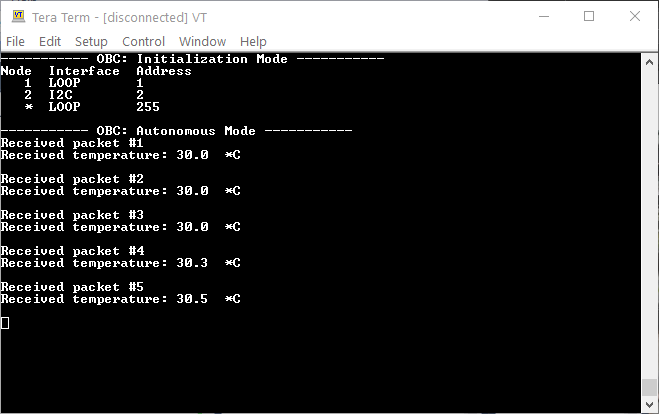 Tera Term - [disconnected] VT
File Edit Setup Control Window Help
----------- OBC: Initialization Mode -----------
Node  Interface  Address
   1  LOOP       1
   2  I2C        2
   *  LOOP       255
----------- OBC: Autonomous Mode -----------
Received packet #1
Received temperature: 30.0  *C
Received packet #2
Received temperature: 30.0  *C
Received packet #3
Received temperature: 30.0  *C
Received packet #4
Received temperature: 30.3  *C
Received packet #5
Received temperature: 30.5  *C